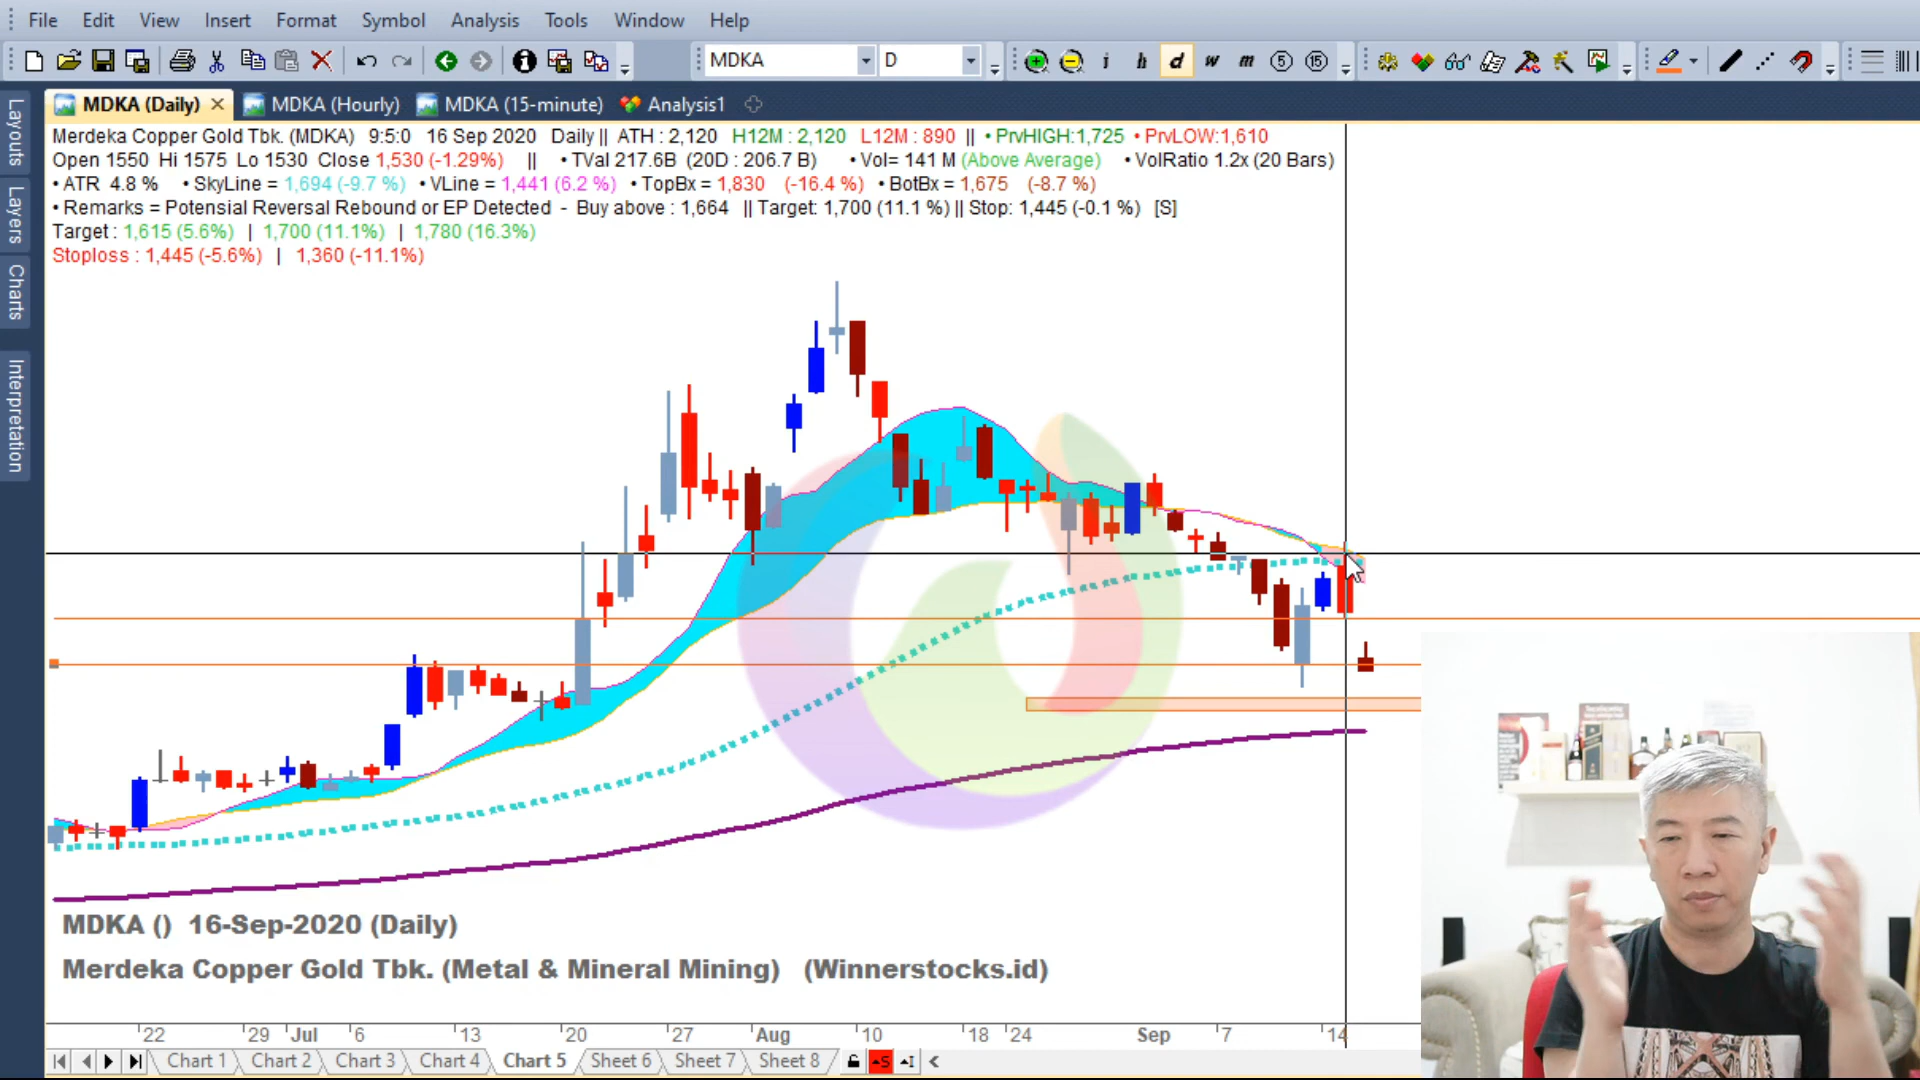 File Edit View Insert Format Symbol Analysis Tools Window Help
MDKA D i h d w m 5 15
MDKA (Daily) MDKA (Hourly) MDKA (15-minute) Analysis1
Layouts
Layers
Charts
Interpretation
Merdeka Copper Gold Tbk. (MDKA) 9:5:0 16 Sep 2020 Daily || ATH : 2,120 H12M : 2,120 L12M : 890 || • PrvHIGH:1,725 • PrvLOW:1,610
Open 1550 Hi 1575 Lo 1530 Close 1,530 (-1.29%) || • TVal 217.6B (20D : 206.7 B) • Vol= 141 M (Above Average) • VolRatio 1.2x (20 Bars)
• ATR 4.8 % • SkyLine = 1,694 (-9.7 %) • VLine = 1,441 (6.2 %) • TopBx = 1,830 (-16.4 %) • BotBx = 1,675 (-8.7 %)
• Remarks = Potensial Reversal Rebound or EP Detected - Buy above : 1,664 || Target: 1,700 (11.1 %) || Stop: 1,445 (-0.1 %) [S]
Target : 1,615 (5.6%) | 1,700 (11.1%) | 1,780 (16.3%)
Stoploss : 1,445 (-5.6%) | 1,360 (-11.1%)
MDKA () 16-Sep-2020 (Daily)
Merdeka Copper Gold Tbk. (Metal & Mineral Mining) (Winnerstocks.id)
22 29 Jul 6 13 20 27 Aug 10 18 24 Sep 7 14
Chart 1 Chart 2 Chart 3 Chart 4 Chart 5 Sheet 6 Sheet 7 Sheet 8 S I